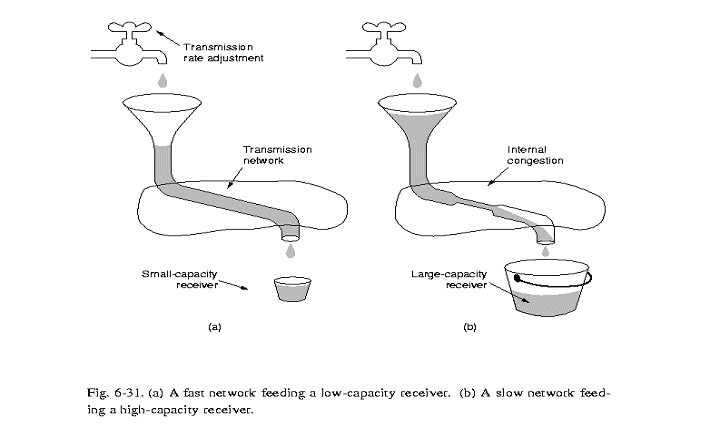 Transmission
rate adjustment
Transmission
network
Internal
congestion
Small-capacity
receiver
Large-capacity
receiver
(a)
(b)
Fig. 6-31. (a) A fast network feeding a low-capacity receiver. (b) A slow network feed-
ing a high-capacity receiver.